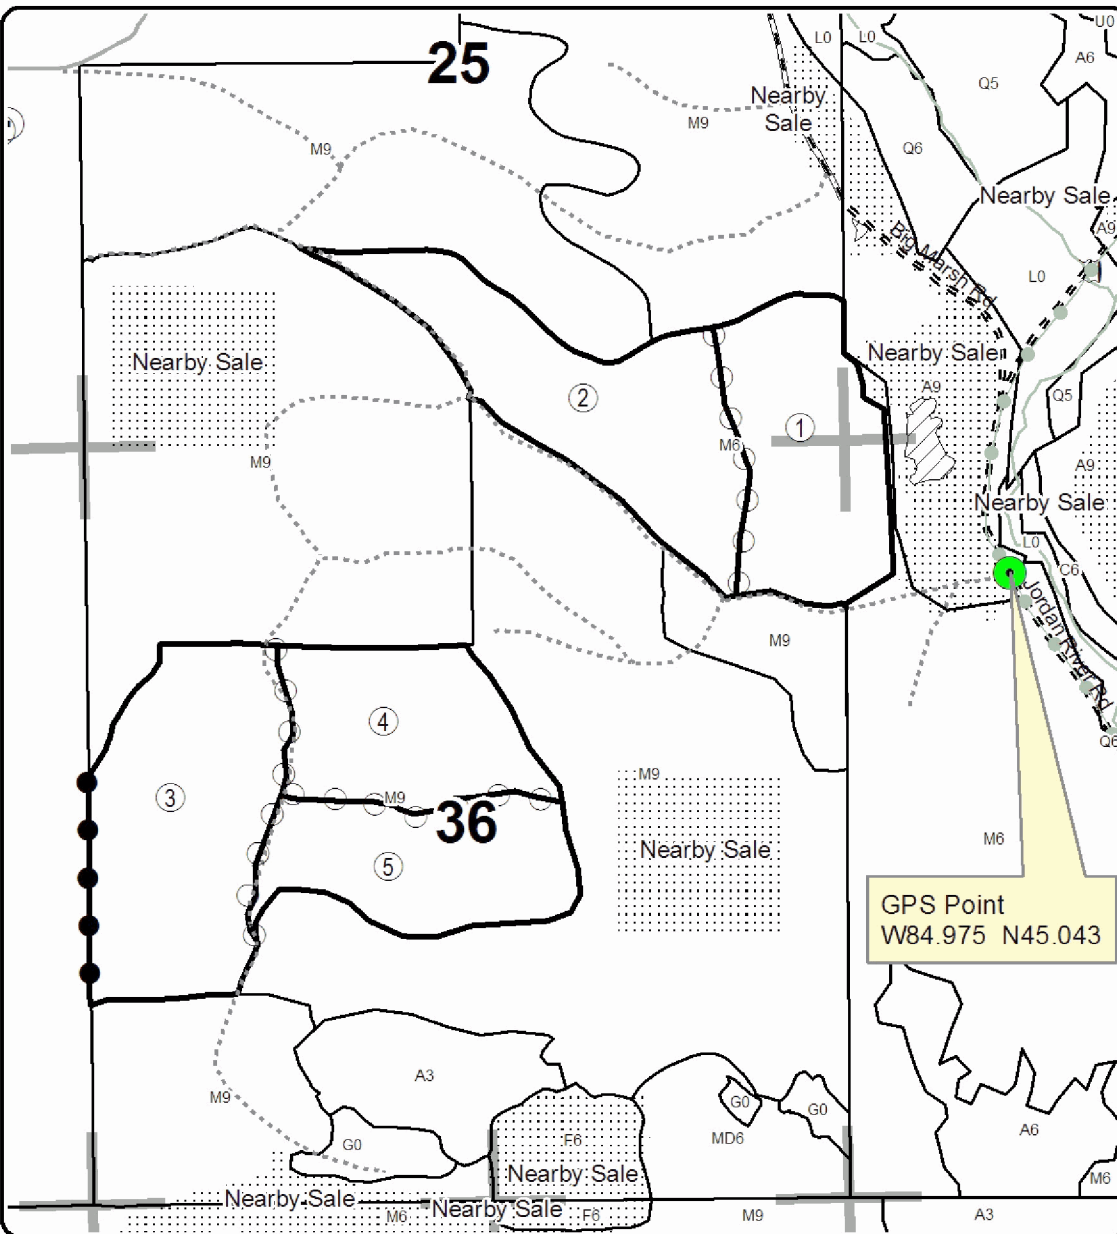 25
U0
L0
L0
A6
Q5
Nearby
Sale
M9
M9
Q6
Nearby Sale
A9
Big Marsh Rd
L0
Nearby Sale
Nearby Sale
A9
Q5
2
1
M6
M9
A9
Nearby Sale
L0
C6
Jordan River Rd
M9
Q6
4
M9
3
M9
36
Nearby Sale
M6
5
GPS Point
W84.975 N45.043
A3
M9
G0
G0
G0
F6
MD6
A6
Nearby Sale
M6
Nearby Sale
Nearby Sale
M6
F6
M9
A3